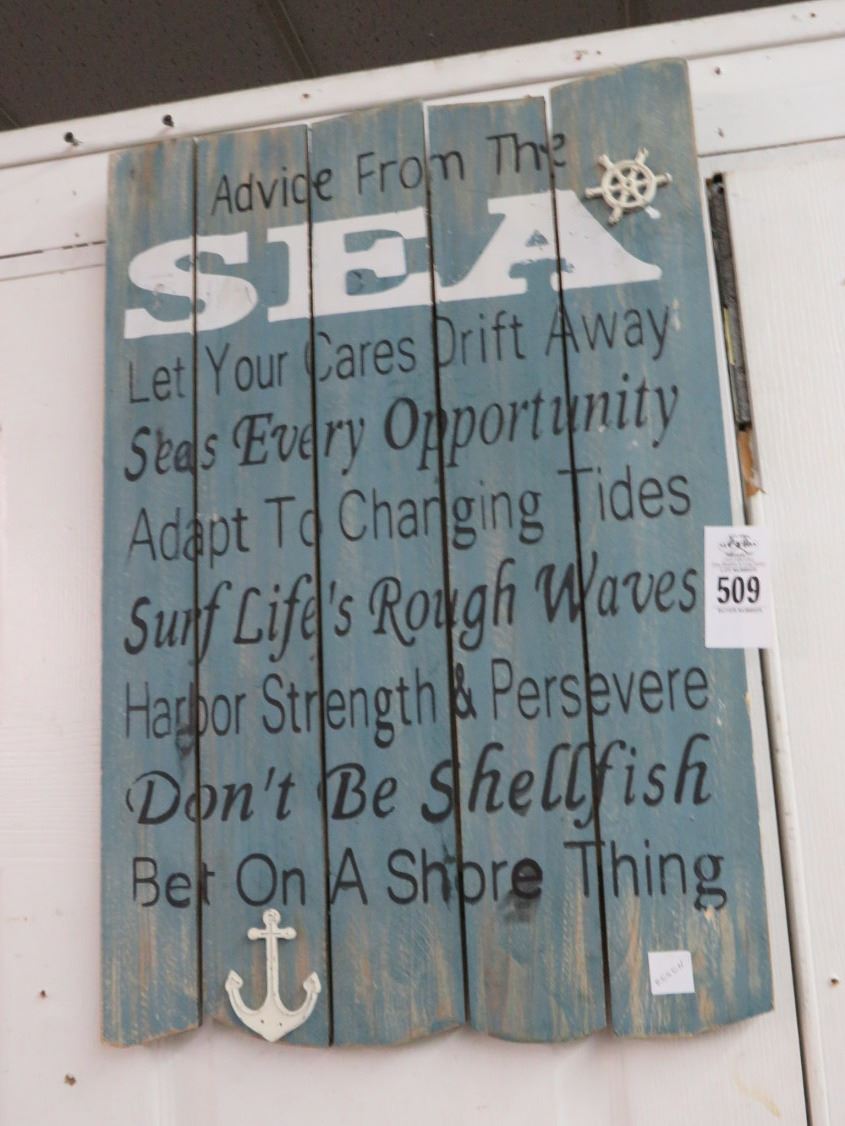 Advice From The
SEA
Let Your Cares Drift Away
Seas Every Opportunity
Adapt To Changing Tides
Surf Life's Rough Waves
509
Harbor Strength & Persevere
Don't Be Shellfish
Bet On A Shore Thing